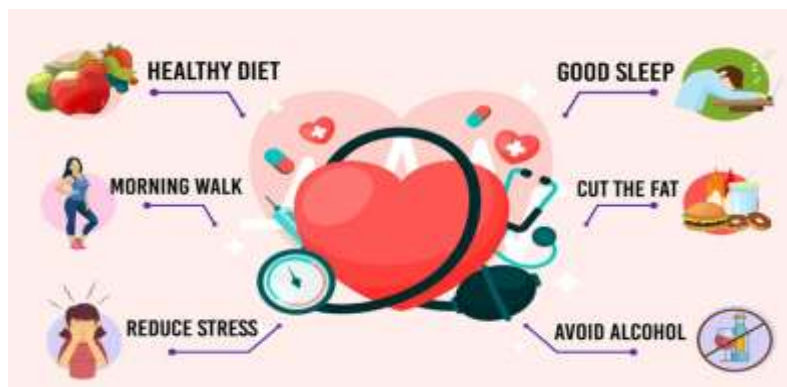 HEALTHY DIET
GOOD SLEEP
MORNING WALK
CUT THE FAT
REDUCE STRESS
AVOID ALCOHOL